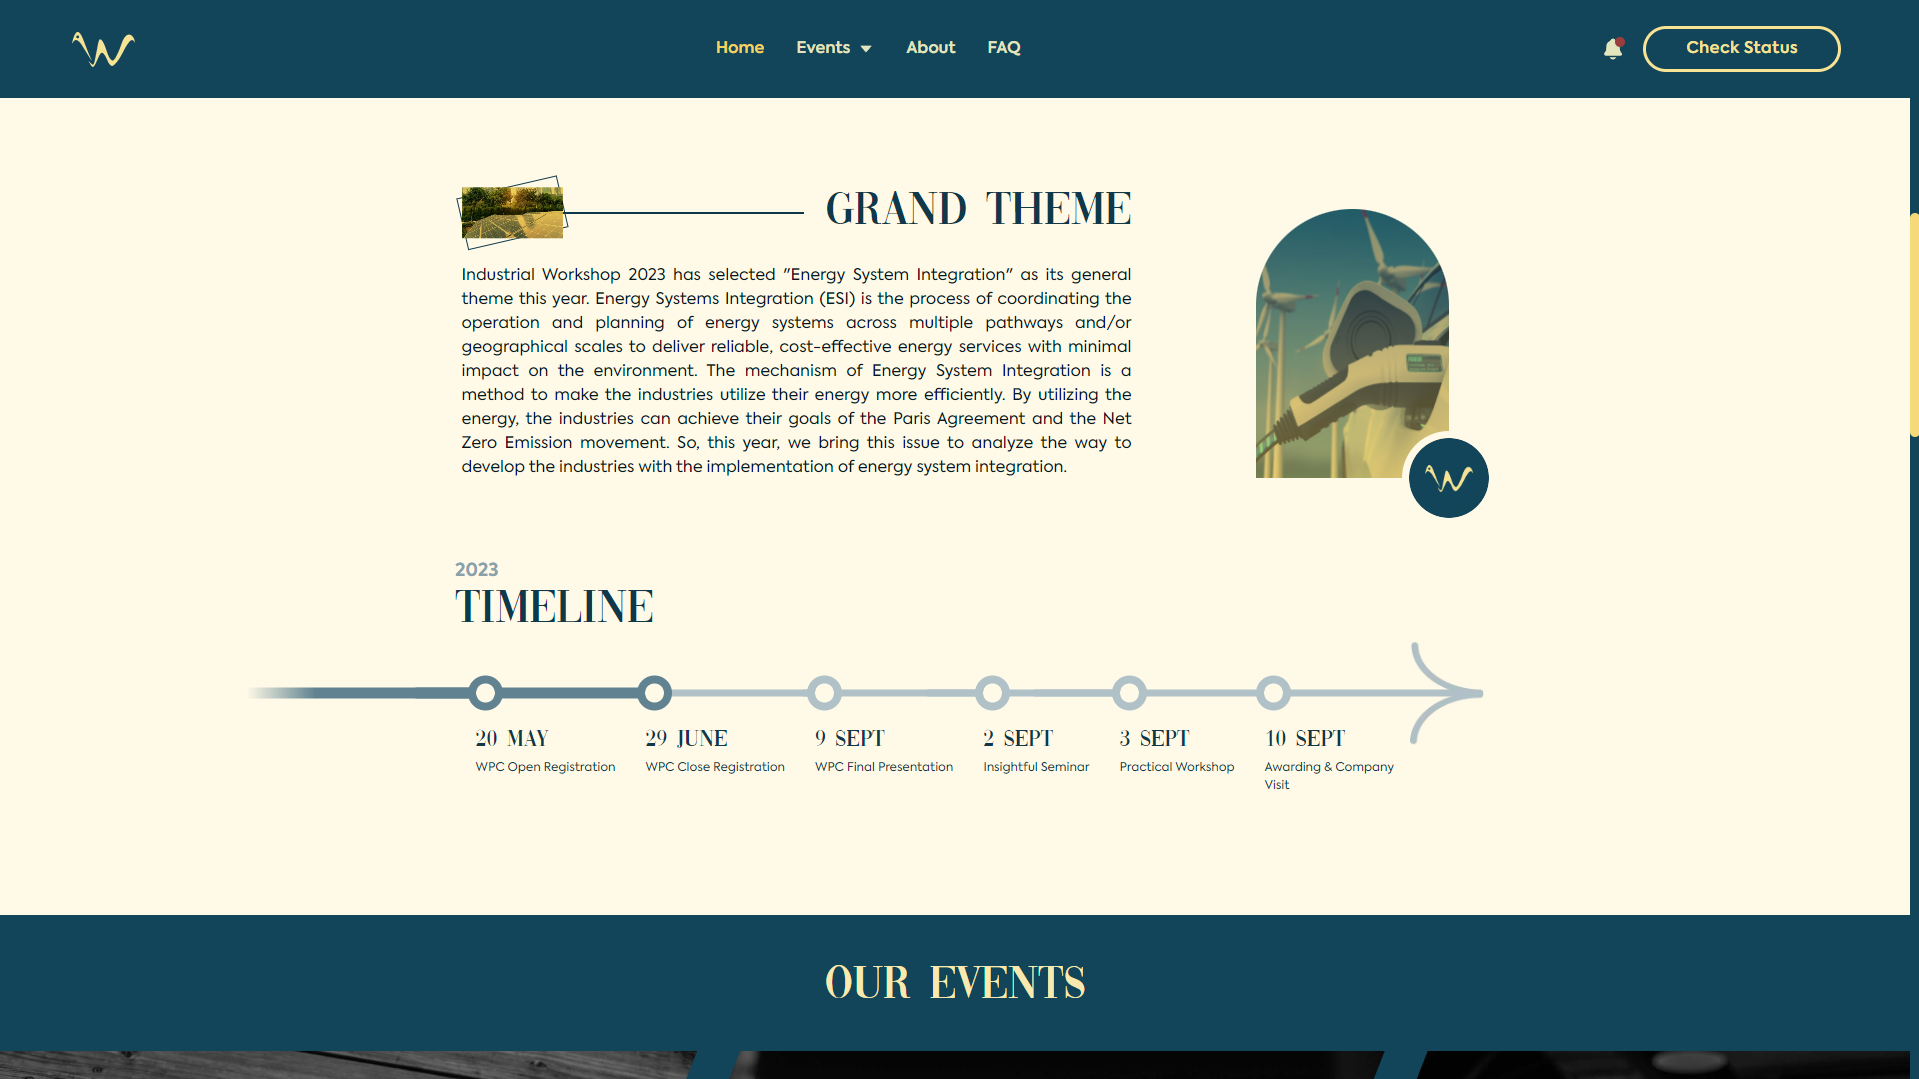 Home Events About FAQ Check Status
GRAND THEME
Industrial Workshop 2023 has selected "Energy System Integration" as its general
theme this year. Energy Systems Integration (ESI) is the process of coordinating the
operation and planning of energy systems across multiple pathways and/or
geographical scales to deliver reliable, cost-effective energy services with minimal
impact on the environment. The mechanism of Energy System Integration is a
method to make the industries utilize their energy more efficiently. By utilizing the
energy, the industries can achieve their goals of the Paris Agreement and the Net
Zero Emission movement. So, this year, we bring this issue to analyze the way to
develop the industries with the implementation of energy system integration.
2023
TIMELINE
20 MAY
WPC Open Registration
29 JUNE
WPC Close Registration
9 SEPT
WPC Final Presentation
2 SEPT
Insightful Seminar
3 SEPT
Practical Workshop
10 SEPT
Awarding & Company
Visit
OUR EVENTS